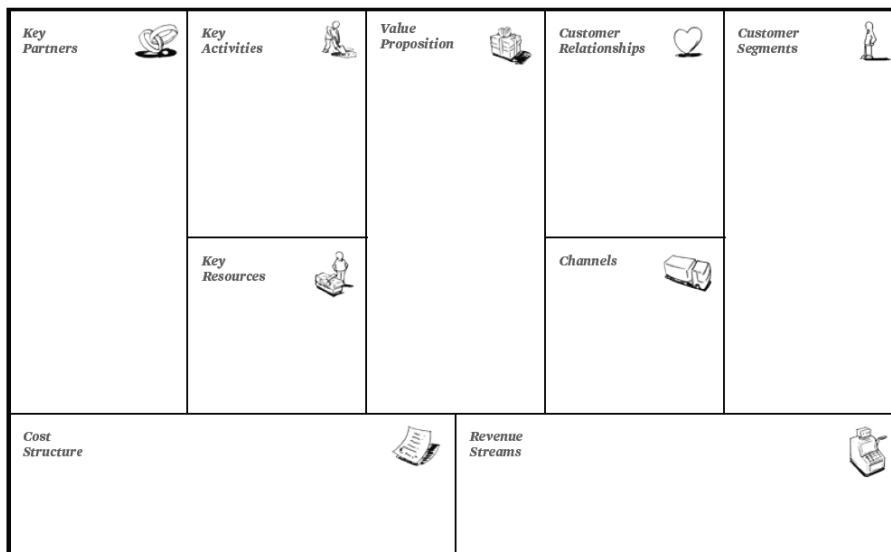 Key
Partners
Key
Activities
Value
Proposition
Customer
Relationships
Customer
Segments
Key
Resources
Channels
Cost
Structure
Revenue
Streams